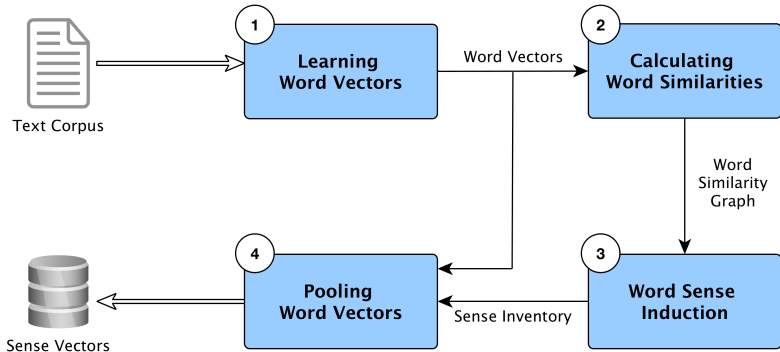 1
Learning
Word Vectors
Text Corpus
Word Vectors
2
Calculating
Word Similarities
Word
Similarity
Graph
3
Word Sense
Induction
Sense Inventory
4
Pooling
Word Vectors
Sense Vectors